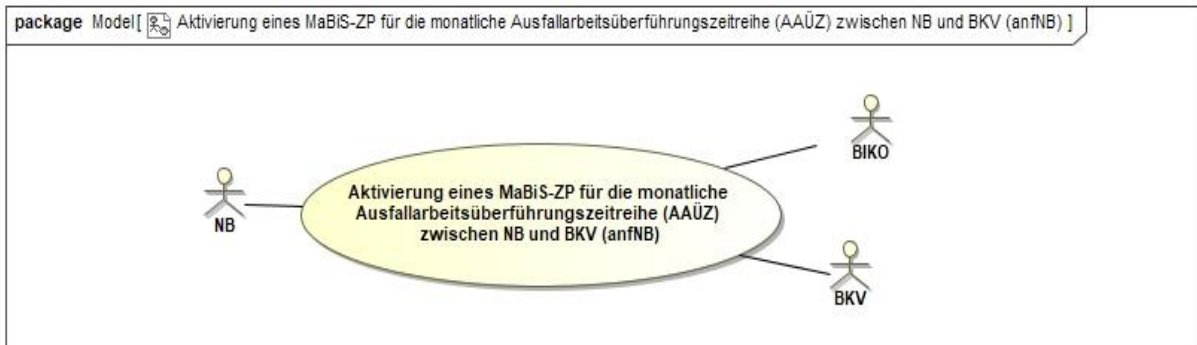 package Model [ Aktivierung eines MaBiS-ZP für die monatliche Ausfallarbeitsüberführungszeitreihe (AAÜZ) zwischen NB und BKV (anfNB) ]
BIKO
Aktivierung eines MaBiS-ZP für die monatliche
Ausfallarbeitsüberführungszeitreihe (AAÜZ)
zwischen NB und BKV (anfNB)
NB
BKV